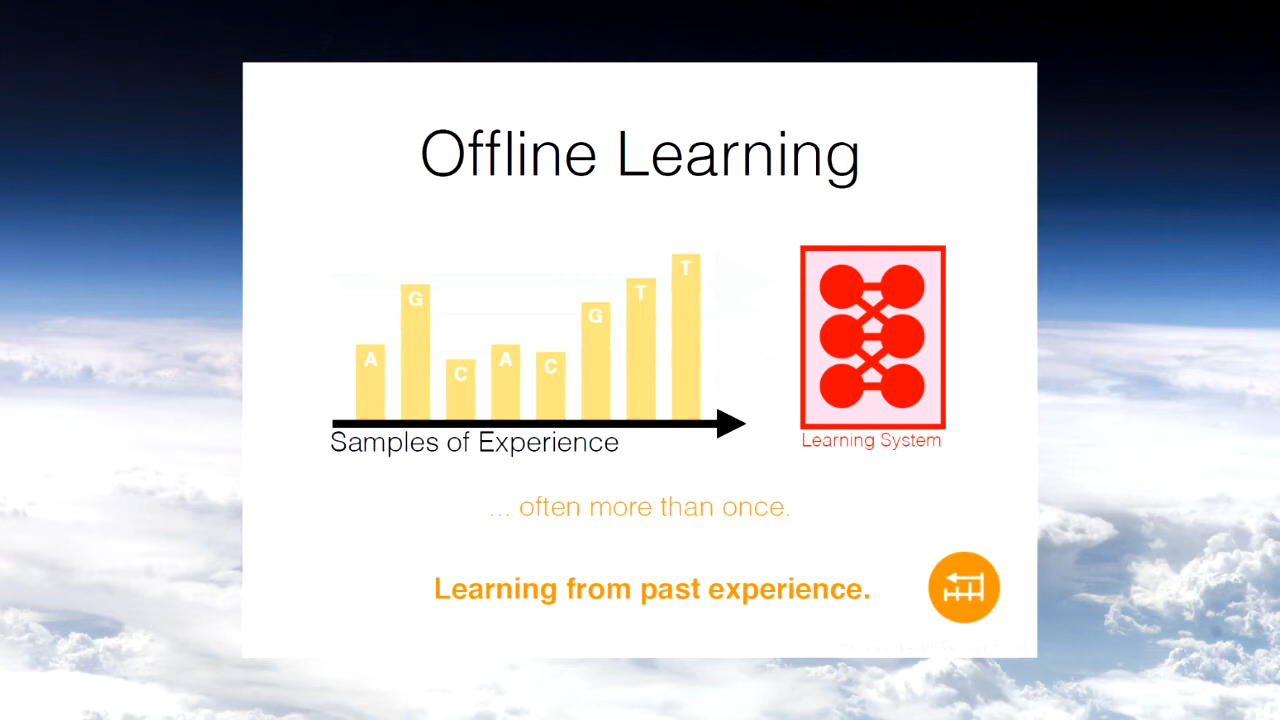 Offline Learning
A G C A C G T T
Samples of Experience
Learning System
... often more than once.
Learning from past experience.